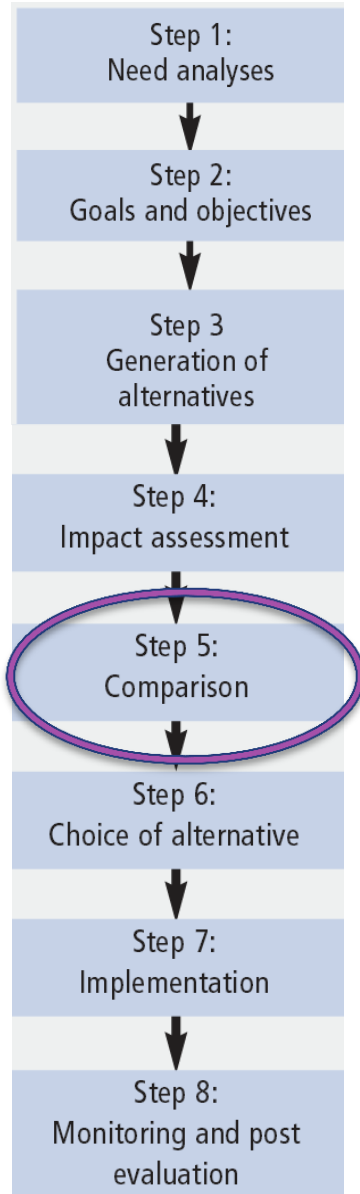 Step 1:
Need analyses
Step 2:
Goals and objectives
Step 3
Generation of
alternatives
Step 4:
Impact assessment
Step 5:
Comparison
Step 6:
Choice of alternative
Step 7:
Implementation
Step 8:
Monitoring and post
evaluation